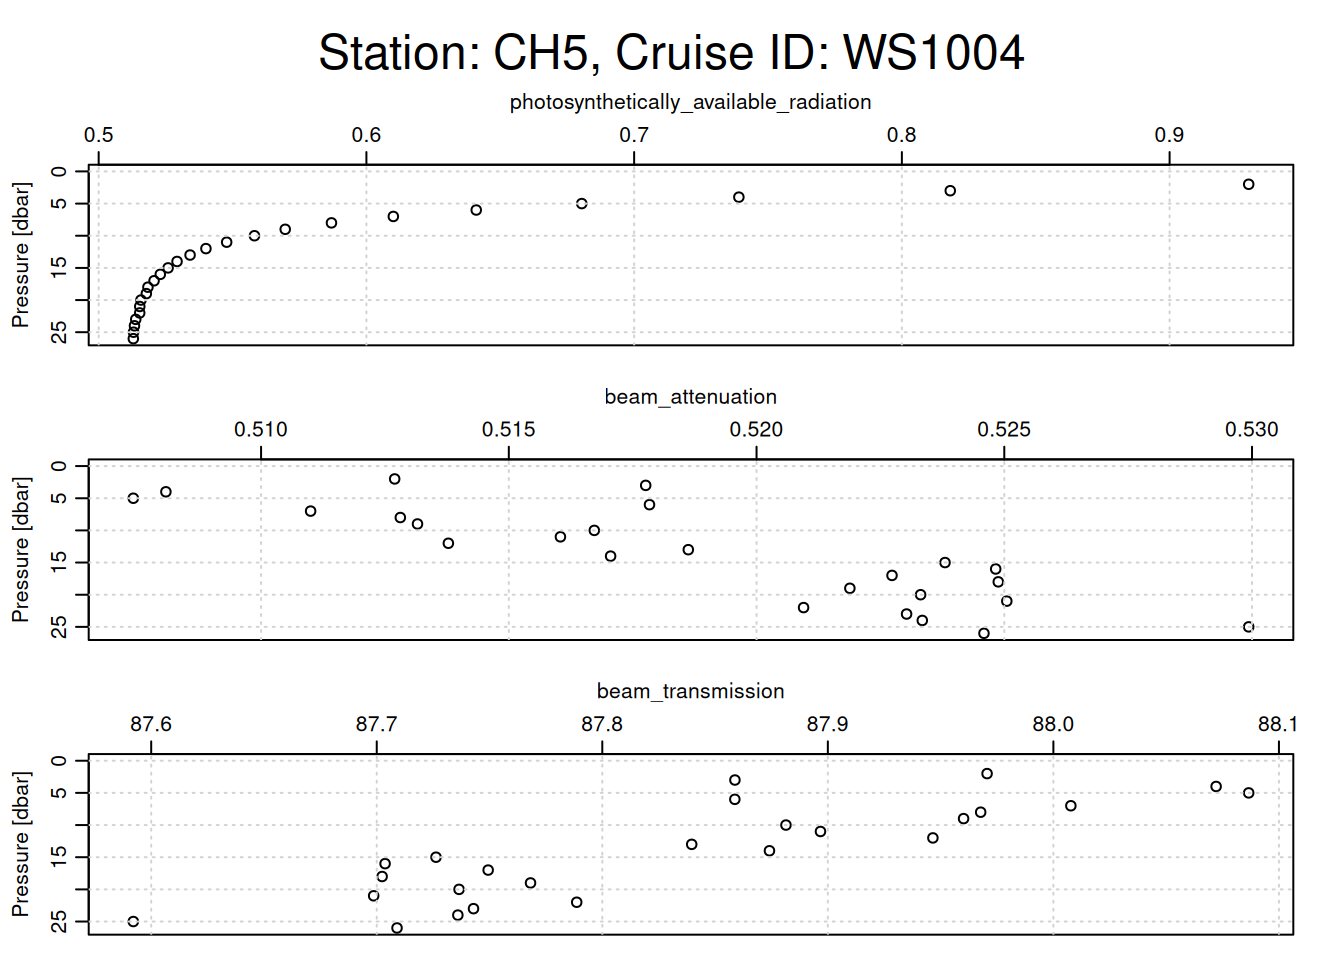 Station: CH5, Cruise ID: WS1004
photosynthetically_available_radiation
0.5 0.6 0.7 0.8 0.9
Pressure [dbar]
0
5
15
25
beam_attenuation
0.510 0.515 0.520 0.525 0.530
Pressure [dbar]
0
5
15
25
beam_transmission
87.6 87.7 87.8 87.9 88.0 88.1
Pressure [dbar]
0
5
15
25